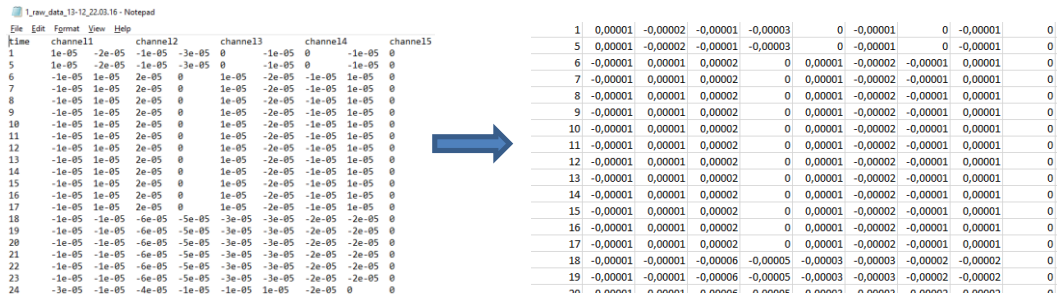 1_raw_data_13-12_22.03.16 - Notepad
File Edit Format View Help
time channel1 channel2 channel3 channel4 channel5
1 1e-05 -2e-05 -1e-05 -3e-05 0 -1e-05 0 -1e-05 0
5 1e-05 -2e-05 -1e-05 -3e-05 0 -1e-05 0 -1e-05 0
6 -1e-05 1e-05 2e-05 0 1e-05 -2e-05 -1e-05 1e-05 0
7 -1e-05 1e-05 2e-05 0 1e-05 -2e-05 -1e-05 1e-05 0
8 -1e-05 1e-05 2e-05 0 1e-05 -2e-05 -1e-05 1e-05 0
9 -1e-05 1e-05 2e-05 0 1e-05 -2e-05 -1e-05 1e-05 0
10 -1e-05 1e-05 2e-05 0 1e-05 -2e-05 -1e-05 1e-05 0
11 -1e-05 1e-05 2e-05 0 1e-05 -2e-05 -1e-05 1e-05 0
12 -1e-05 1e-05 2e-05 0 1e-05 -2e-05 -1e-05 1e-05 0
13 -1e-05 1e-05 2e-05 0 1e-05 -2e-05 -1e-05 1e-05 0
14 -1e-05 1e-05 2e-05 0 1e-05 -2e-05 -1e-05 1e-05 0
15 -1e-05 1e-05 2e-05 0 1e-05 -2e-05 -1e-05 1e-05 0
16 -1e-05 1e-05 2e-05 0 1e-05 -2e-05 -1e-05 1e-05 0
17 -1e-05 1e-05 2e-05 0 1e-05 -2e-05 -1e-05 1e-05 0
18 -1e-05 -1e-05 -6e-05 -5e-05 -3e-05 -3e-05 -2e-05 -2e-05 0
19 -1e-05 -1e-05 -6e-05 -5e-05 -3e-05 -3e-05 -2e-05 -2e-05 0
20 -1e-05 -1e-05 -6e-05 -5e-05 -3e-05 -3e-05 -2e-05 -2e-05 0
21 -1e-05 -1e-05 -6e-05 -5e-05 -3e-05 -3e-05 -2e-05 -2e-05 0
22 -1e-05 -1e-05 -6e-05 -5e-05 -3e-05 -3e-05 -2e-05 -2e-05 0
23 -1e-05 -1e-05 -6e-05 -5e-05 -3e-05 -3e-05 -2e-05 -2e-05 0
24 -3e-05 -1e-05 -4e-05 -1e-05 -1e-05 1e-05 -2e-05 0 0
1 0,00001 -0,00002 -0,00001 -0,00003 0 -0,00001 0 -0,00001 0
5 0,00001 -0,00002 -0,00001 -0,00003 0 -0,00001 0 -0,00001 0
6 -0,00001 0,00001 0,00002 0 0,00001 -0,00002 -0,00001 0,00001 0
7 -0,00001 0,00001 0,00002 0 0,00001 -0,00002 -0,00001 0,00001 0
8 -0,00001 0,00001 0,00002 0 0,00001 -0,00002 -0,00001 0,00001 0
9 -0,00001 0,00001 0,00002 0 0,00001 -0,00002 -0,00001 0,00001 0
10 -0,00001 0,00001 0,00002 0 0,00001 -0,00002 -0,00001 0,00001 0
11 -0,00001 0,00001 0,00002 0 0,00001 -0,00002 -0,00001 0,00001 0
12 -0,00001 0,00001 0,00002 0 0,00001 -0,00002 -0,00001 0,00001 0
13 -0,00001 0,00001 0,00002 0 0,00001 -0,00002 -0,00001 0,00001 0
14 -0,00001 0,00001 0,00002 0 0,00001 -0,00002 -0,00001 0,00001 0
15 -0,00001 0,00001 0,00002 0 0,00001 -0,00002 -0,00001 0,00001 0
16 -0,00001 0,00001 0,00002 0 0,00001 -0,00002 -0,00001 0,00001 0
17 -0,00001 0,00001 0,00002 0 0,00001 -0,00002 -0,00001 0,00001 0
18 -0,00001 -0,00001 -0,00006 -0,00005 -0,00003 -0,00003 -0,00002 -0,00002 0
19 -0,00001 -0,00001 -0,00006 -0,00005 -0,00003 -0,00003 -0,00002 -0,00002 0